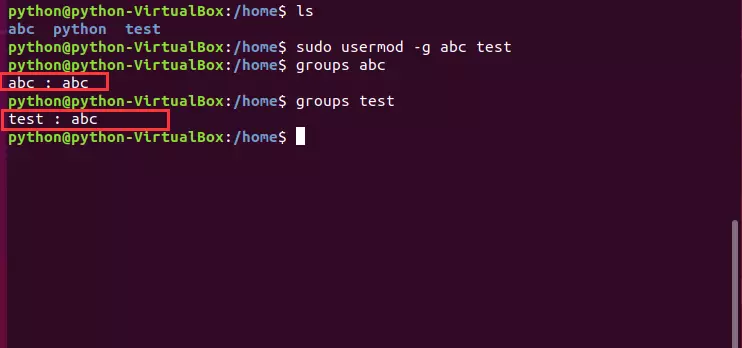 python@python-VirtualBox:/home$ ls
abc  python  test
python@python-VirtualBox:/home$ sudo usermod -g abc test
python@python-VirtualBox:/home$ groups abc
abc : abc
python@python-VirtualBox:/home$ groups test
test : abc
python@python-VirtualBox:/home$